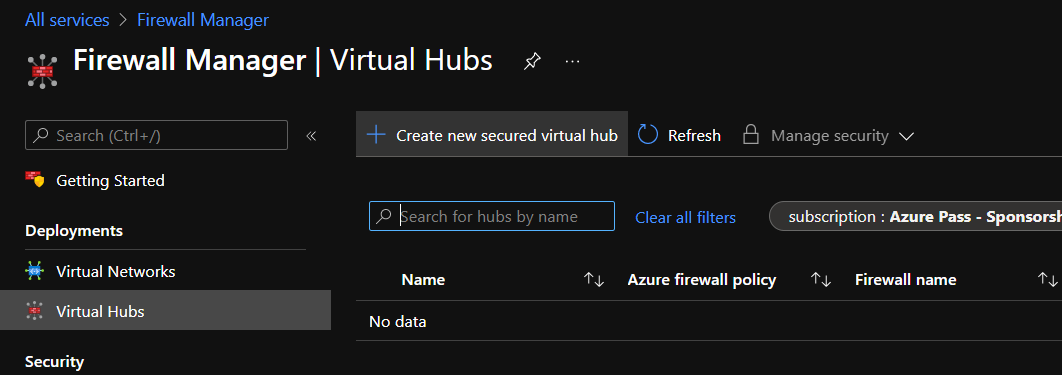 All services > Firewall Manager
Firewall Manager | Virtual Hubs
Search (Ctrl+/)
Getting Started
Deployments
Virtual Networks
Virtual Hubs
Security
Create new secured virtual hub Refresh Manage security
Search for hubs by name Clear all filters subscription : Azure Pass - Sponsorsh
Name Azure firewall policy Firewall name
No data